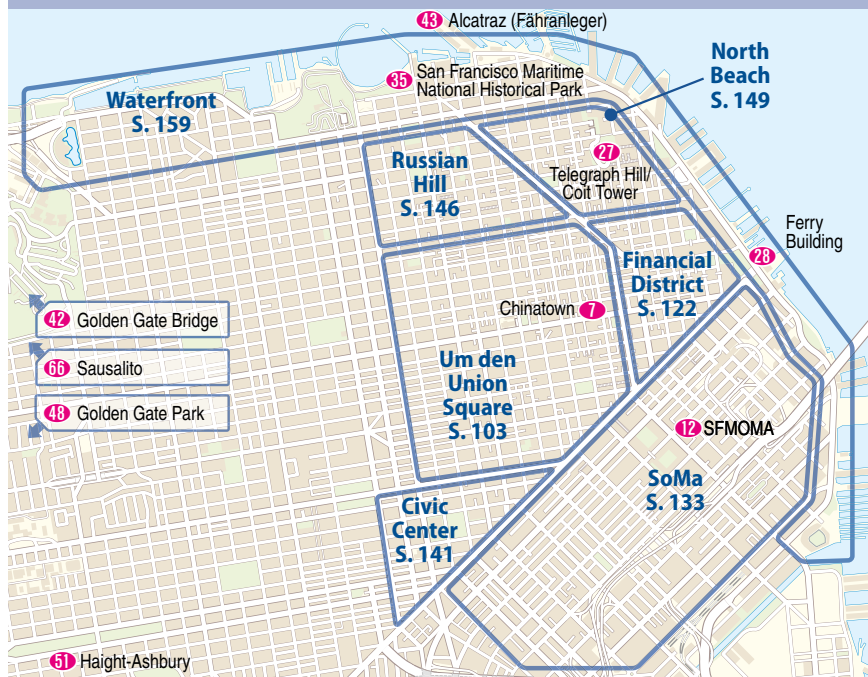 43 Alcatraz (Fähranleger)
35 San Francisco Maritime
National Historical Park
North
Beach
S. 149
Waterfront
S. 159
Russian
Hill
S. 146
27
Telegraph Hill/
Coit Tower
Ferry
Building
28
Financial
District
S. 122
Chinatown 7
42 Golden Gate Bridge
66 Sausalito
48 Golden Gate Park
Um den
Union
Square
S. 103
12 SFMOMA
SoMa
S. 133
Civic
Center
S. 141
51 Haight-Ashbury